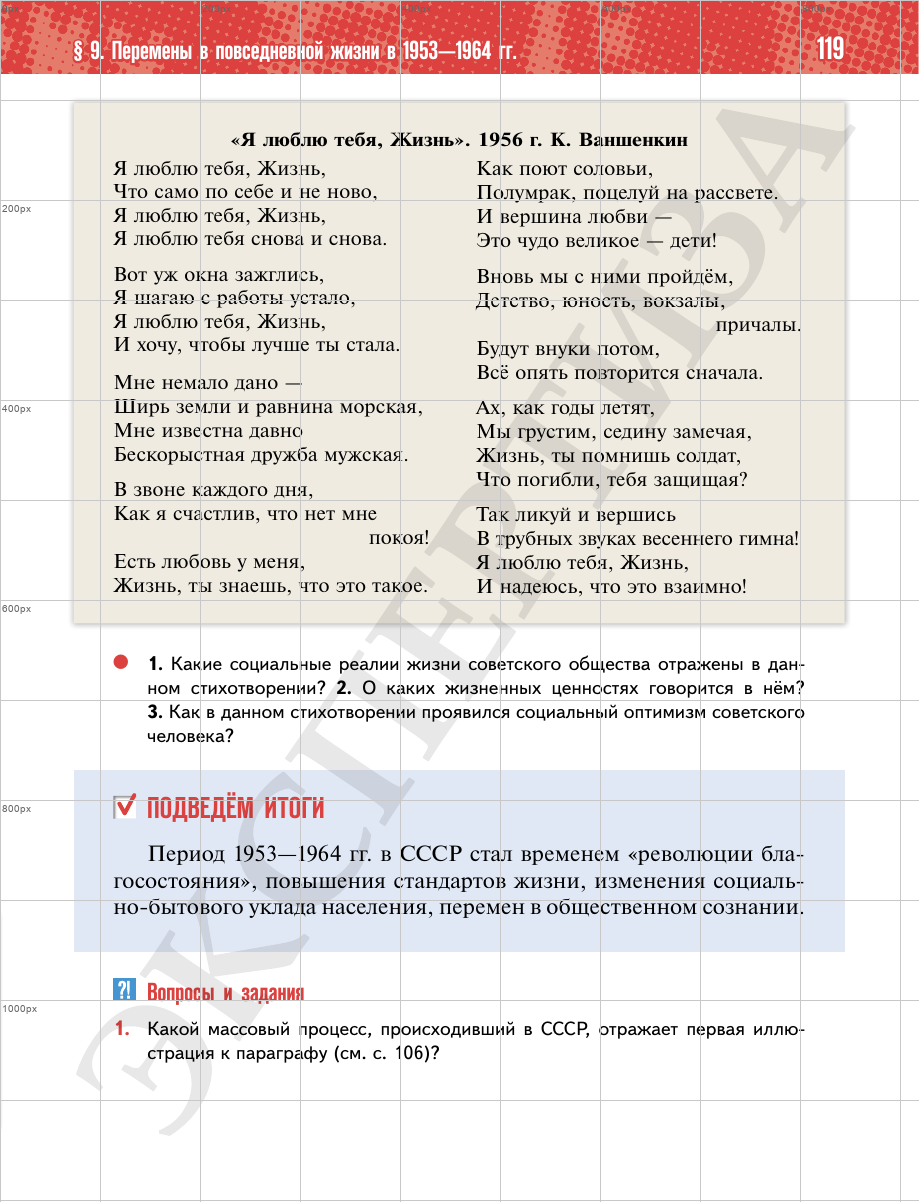 § 9. Перемены в повседневной жизни в 1953—1964 гг.
119
«Я люблю тебя, Жизнь». 1956 г. К. Ваншенкин
Я люблю тебя, Жизнь,
Что само по себе и не ново,
Я люблю тебя, Жизнь,
Я люблю тебя снова и снова.
Вот уж окна зажглись,
Я шагаю с работы устало,
Я люблю тебя, Жизнь,
И хочу, чтобы лучше ты стала.
Мне немало дано —
Ширь земли и равнина морская,
Мне известна давно
Бескорыстная дружба мужская.
В звоне каждого дня,
Как я счастлив, что нет мне
покоя!
Есть любовь у меня,
Жизнь, ты знаешь, что это такое.
Как поют соловьи,
Полумрак, поцелуй на рассвете.
И вершина любви —
Это чудо великое — дети!
Вновь мы с ними пройдём,
Детство, юность, вокзалы,
причалы.
Будут внуки потом,
Всё опять повторится сначала.
Ах, как годы летят,
Мы грустим, седину замечая,
Жизнь, ты помнишь солдат,
Что погибли, тебя защищая?
Так ликуй и вершись
В трубных звуках весеннего гимна!
Я люблю тебя, Жизнь,
И надеюсь, что это взаимно!
1. Какие социальные реалии жизни советского общества отражены в дан-
ном стихотворении? 2. О каких жизненных ценностях говорится в нём?
3. Как в данном стихотворении проявился социальный оптимизм советского
человека?
ПОДВЕДЁМ ИТОГИ
Период 1953—1964 гг. в СССР стал временем «революции бла-
госостояния», повышения стандартов жизни, изменения социаль-
но-бытового уклада населения, перемен в общественном сознании.
?! Вопросы и задания
1. Какой массовый процесс, происходивший в СССР, отражает первая иллю-
страция к параграфу (см. с. 106)?
ЭКСПЕРТИЗА
200px
400px
600px
800px
1000px